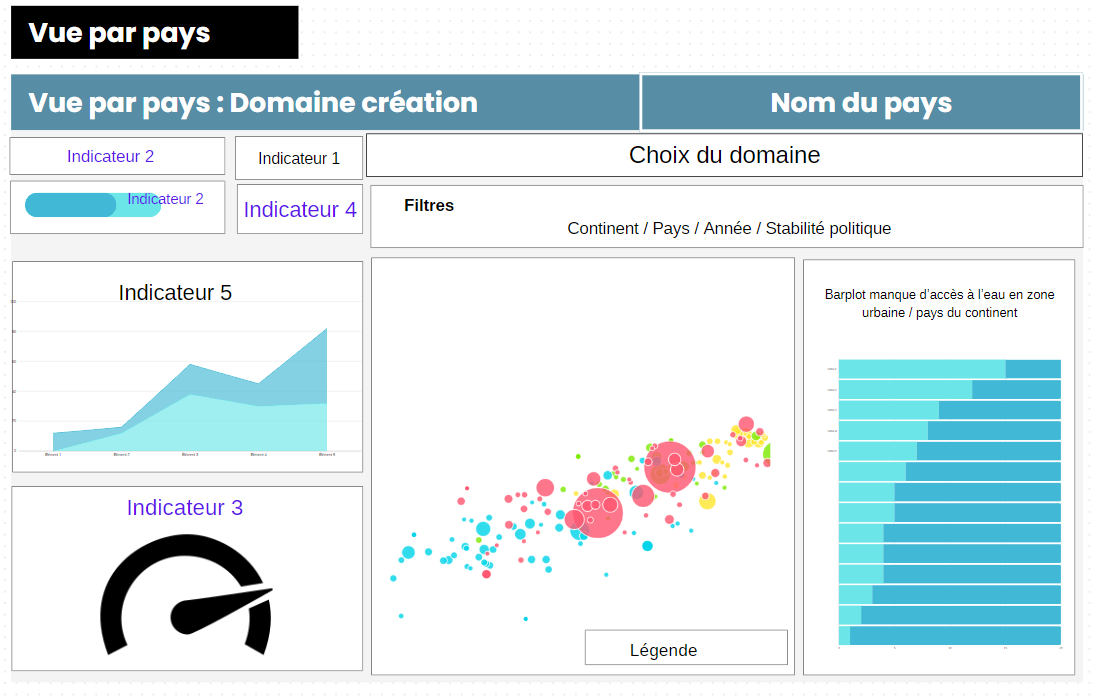 Vue par pays
Vue par pays : Domaine création
Nom du pays
Indicateur 2
Indicateur 1
Choix du domaine
Indicateur 2
Indicateur 4
Filtres
Continent / Pays / Année / Stabilité politique
Indicateur 5
Indicateur 3
Légende
Barplot manque d'accès à l'eau en zone
urbaine / pays du continent